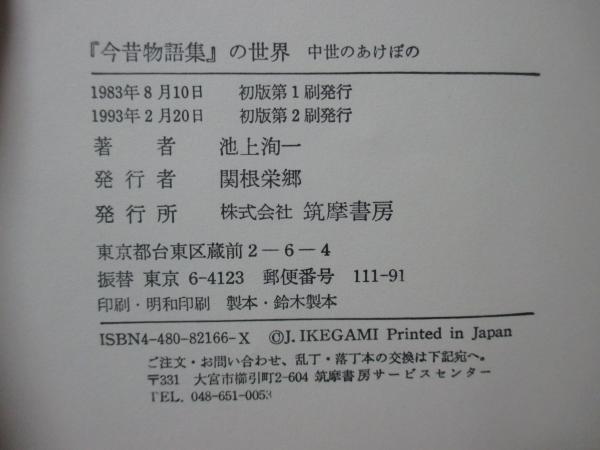 『今昔物語集』の世界 中世のあけぼの
1983年8月10日 初版第1刷発行
1993年2月20日 初版第2刷発行
著者 池上洵一
発行者 関根栄郷
発行所 株式会社 筑摩書房
東京都台東区蔵前2-6-4
振替 東京 6-4123 郵便番号 111-91
印刷・明和印刷 製本・鈴木製本
ISBN4-480-82166-X ©J. IKEGAMI Printed in Japan
ご注文・お問い合わせ、乱丁・落丁本の交換は下記宛へ。
〒331 大宮市櫛引町2-604 筑摩書房サービスセンター
TEL. 048-651-0053